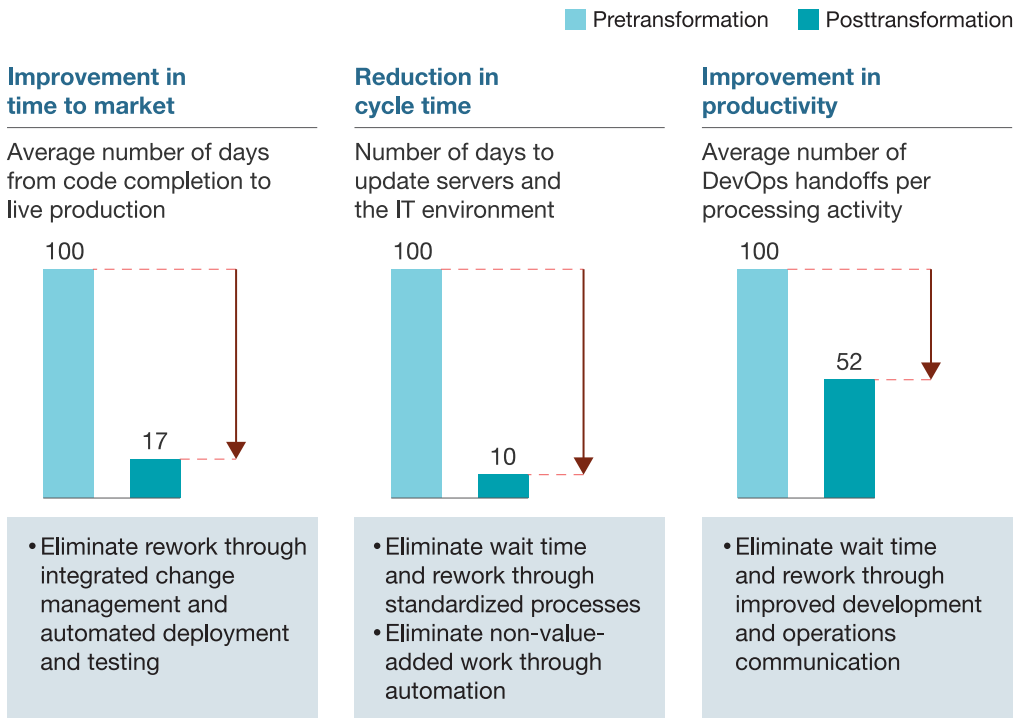 Pretransformation
Posttransformation
Improvement in
time to market
Average number of days
from code completion to
live production
100
17
• Eliminate rework through
integrated change
management and
automated deployment
and testing
Reduction in
cycle time
Number of days to
update servers and
the IT environment
100
10
• Eliminate wait time
and rework through
standardized processes
• Eliminate non-value-
added work through
automation
Improvement in
productivity
Average number of
DevOps handoffs per
processing activity
100
52
• Eliminate wait time
and rework through
improved development
and operations
communication